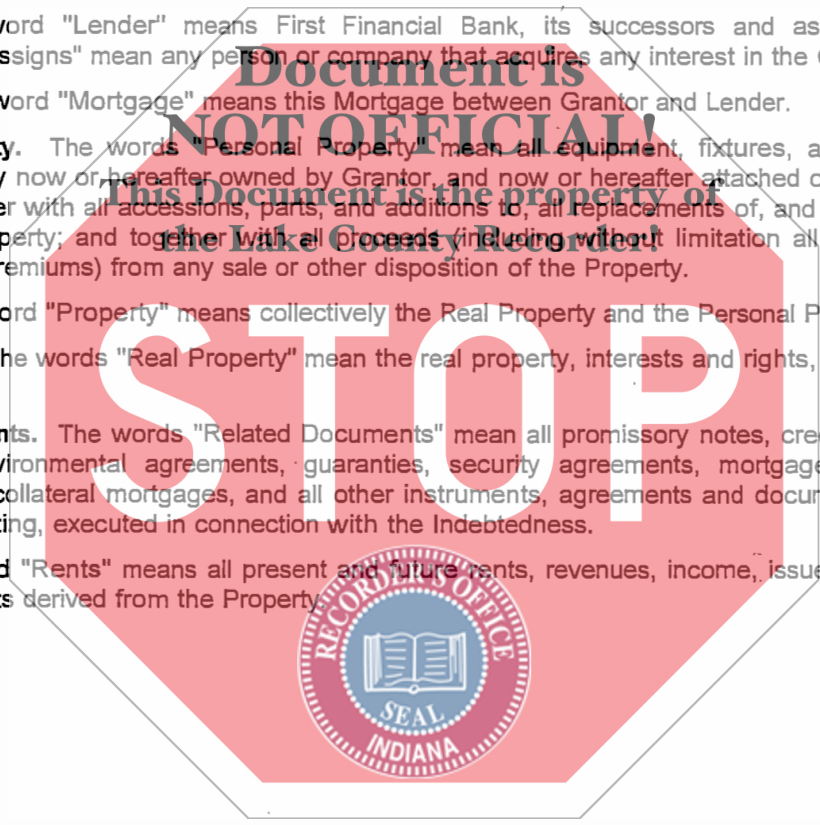 ord "Lender" means First Financial Bank, its successors and as
ssigns" mean any person or company that acquires any interest in the
Document is
word "Mortgage" means this Mortgage between Grantor and Lender.
NOT OFFICIAL!
y. The words "Personal Property" mean all equipment, fixtures, a
y now or hereafter owned by Grantor, and now or hereafter attached o
This Document is the property of
er with all accessions, parts, and additions to, all replacements of, and
the Lake County Recorder!
perty; and together with all proceeds (including without limitation all
remiums) from any sale or other disposition of the Property.
ord "Property" means collectively the Real Property and the Personal P
STOP
he words "Real Property" mean the real property, interests and rights,
nts. The words "Related Documents" mean all promissory notes, cre
vironmental agreements, guaranties, security agreements, mortgage
collateral mortgages, and all other instruments, agreements and docum
ting, executed in connection with the Indebtedness.
d "Rents" means all present and future rents, revenues, income, issue
s derived from the Property.
RECORDER'S OFFICE
SEAL
INDIANA